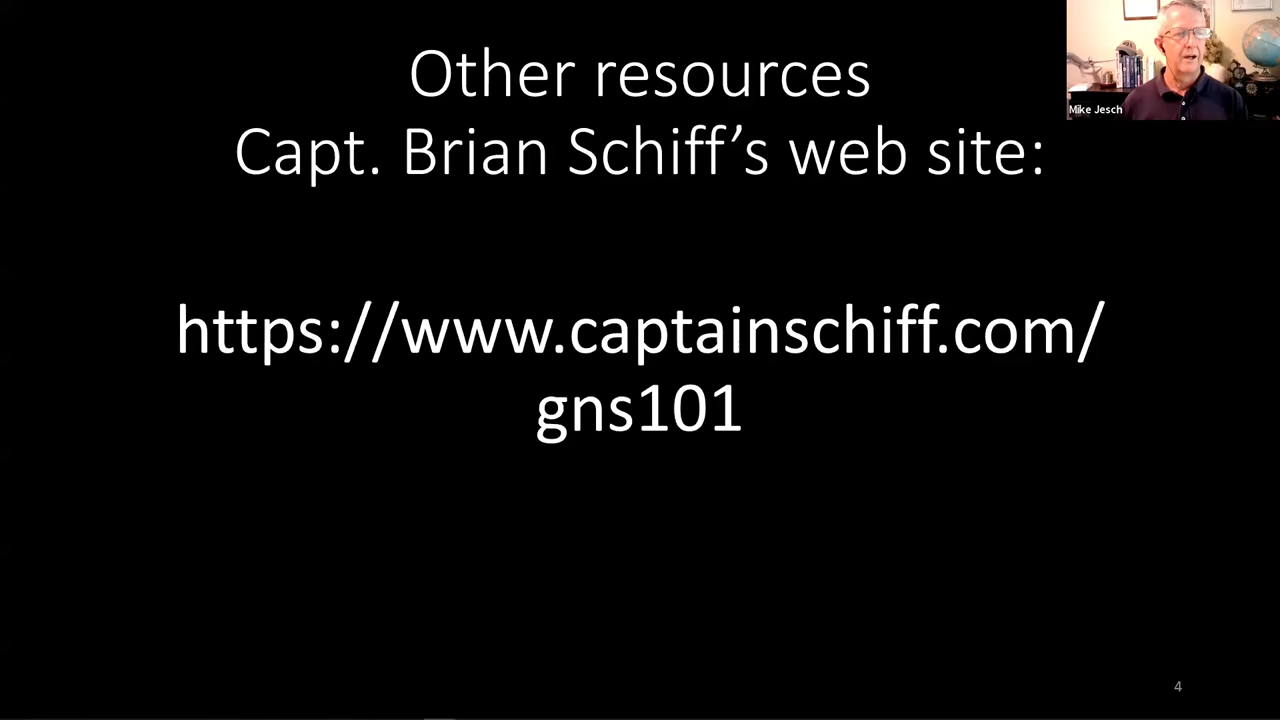 Other resources
Capt. Brian Schiff’s web site:
https://www.captainschiff.com/
gns101
Mike Jesch
4